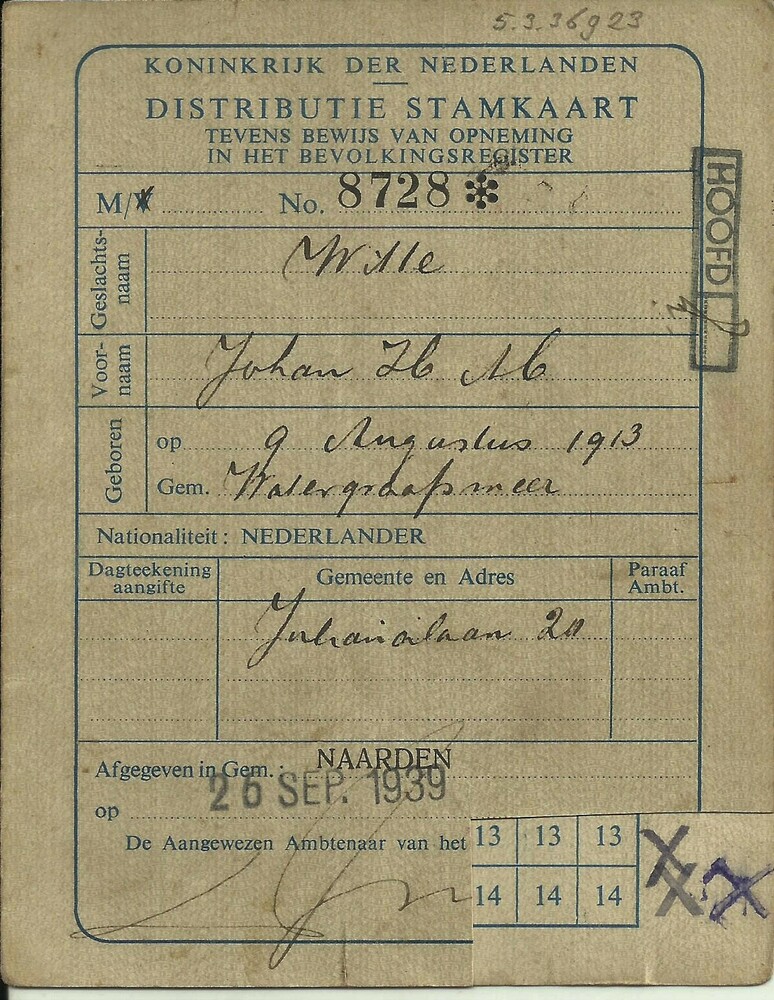 5.3.36923
KONINKRIJK DER NEDERLANDEN
DISTRIBUTIE STAMKAART
TEVENS BEWIJS VAN OPNEMING
IN HET BEVOLKINGSREGISTER
M/V No. 8728
HOOFD
Geslachts-
naam
Wille
Voor-
naam
Johan H M
Geboren
op 9 Augustus 1913
Gem. Watergraafsmeer
Nationaliteit: NEDERLANDER
Dagteekening
aangifte
Gemeente en Adres
Paraaf
Ambt.
Julianalaan 20
Afgegeven in Gem.: NAARDEN
op 26 SEP. 1939
De Aangewezen Ambtenaar van het
13 13 13
14 14 14